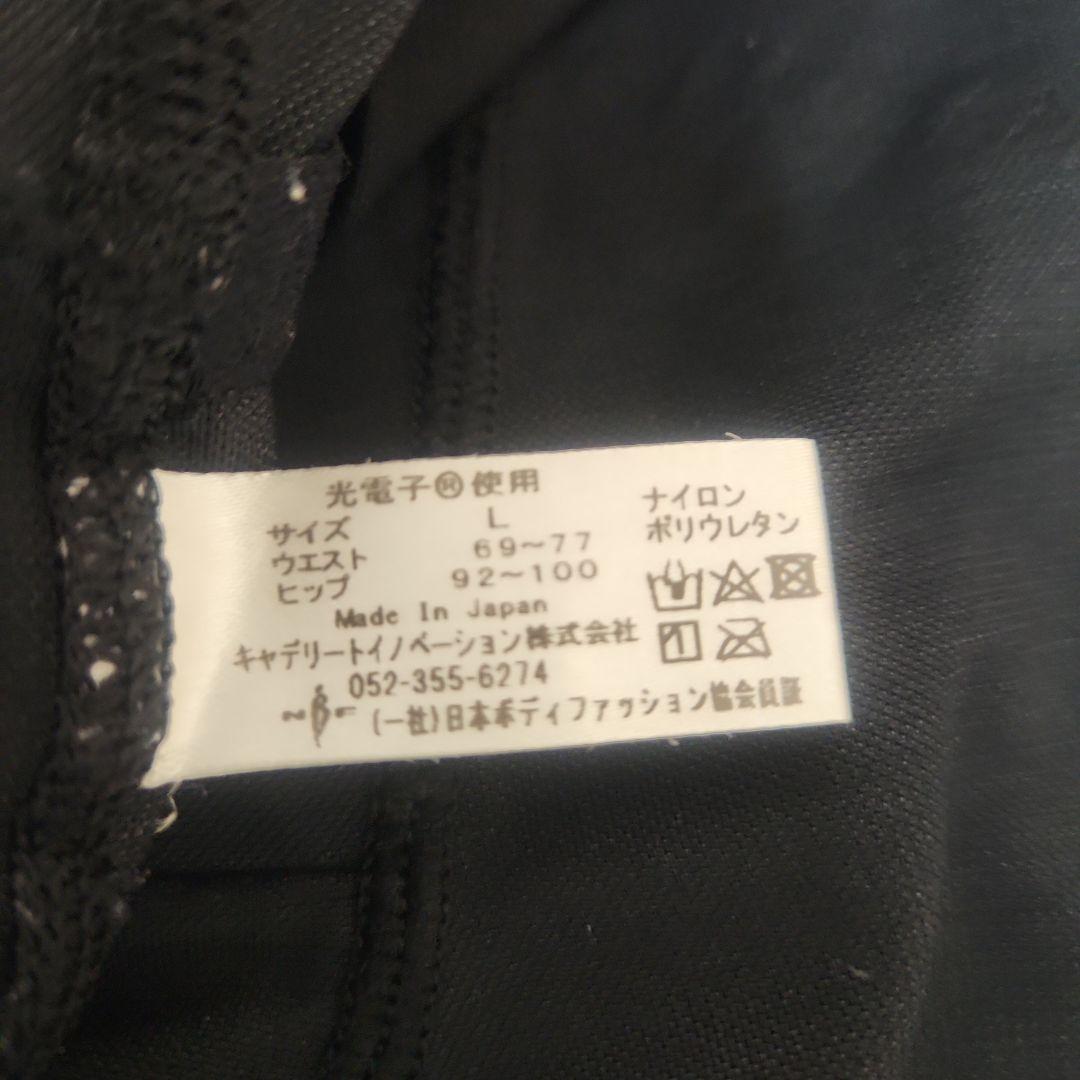 光電子®使用
サイズ L
ウエスト 69～77
ヒップ 92～100
Made In Japan
キャデリートイノベーション株式会社
052-355-6274
(一社)日本ボディファッション協会員証
ナイロン
ポリウレタン